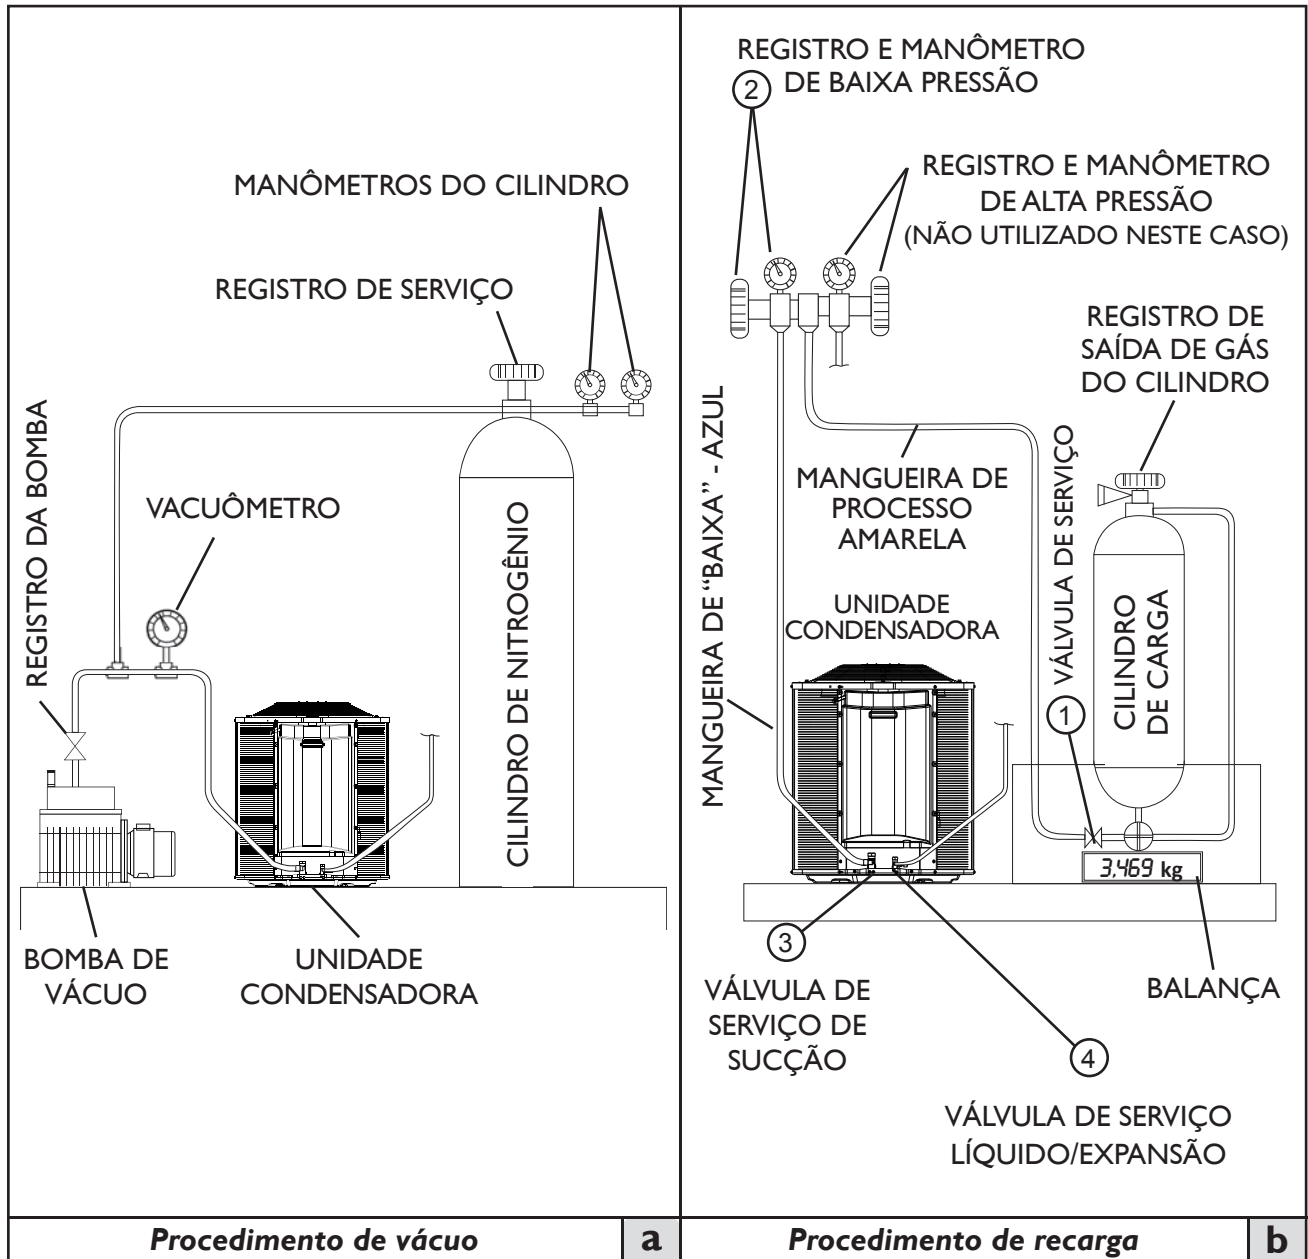 MANÔMETROS DO CILINDRO
REGISTRO DE SERVIÇO
REGISTRO DA BOMBA
VACUÔMETRO
CILINDRO DE NITROGÊNIO
BOMBA DE
VÁCUO
UNIDADE
CONDENSADORA
Procedimento de vácuo
a
REGISTRO E MANÔMETRO
2 DE BAIXA PRESSÃO
REGISTRO E MANÔMETRO
DE ALTA PRESSÃO
(NÃO UTILIZADO NESTE CASO)
REGISTRO DE
SAÍDA DE GÁS
DO CILINDRO
MANGUEIRA DE "BAIXA" - AZUL
MANGUEIRA DE
PROCESSO
AMARELA
VÁLVULA DE SERVIÇO
1
UNIDADE
CONDENSADORA
CILINDRO
DE CARGA
3,469 kg
3
VÁLVULA DE
SERVIÇO DE
SUCÇÃO
BALANÇA
4
VÁLVULA DE SERVIÇO
LÍQUIDO/EXPANSÃO
Procedimento de recarga
b